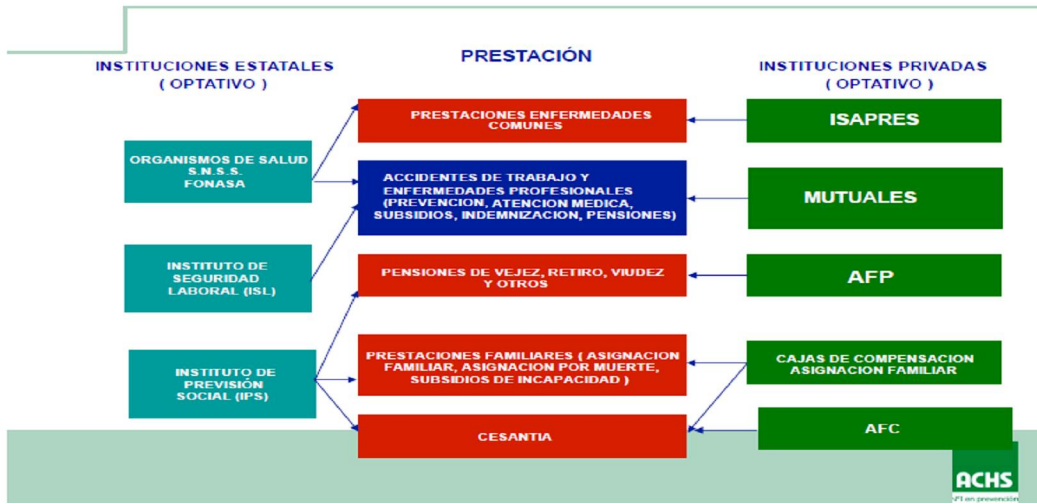 INSTITUCIONES ESTATALES
( OPTATIVO )
PRESTACIÓN
INSTITUCIONES PRIVADAS
( OPTATIVO )
ORGANISMOS DE SALUD
S.N.S.S.
FONASA
INSTITUTO DE
SEGURIDAD
LABORAL (ISL)
INSTITUTO DE
PREVISIÓN
SOCIAL (IPS)
PRESTACIONES ENFERMEDADES
COMUNES
ACCIDENTES DE TRABAJO Y
ENFERMEDADES PROFESIONALES
(PREVENCION, ATENCION MEDICA,
SUBSIDIOS, INDEMNIZACION, PENSIONES)
PENSIONES DE VEJEZ, RETIRO, VIUDEZ
Y OTROS
PRESTACIONES FAMILIARES ( ASIGNACION
FAMILIAR, ASIGNACION POR MUERTE,
SUBSIDIOS DE INCAPACIDAD )
CESANTIA
ISAPRES
MUTUALES
AFP
CAJAS DE COMPENSACION
ASIGNACION FAMILIAR
AFC
ACHS
Nº1 en prevención